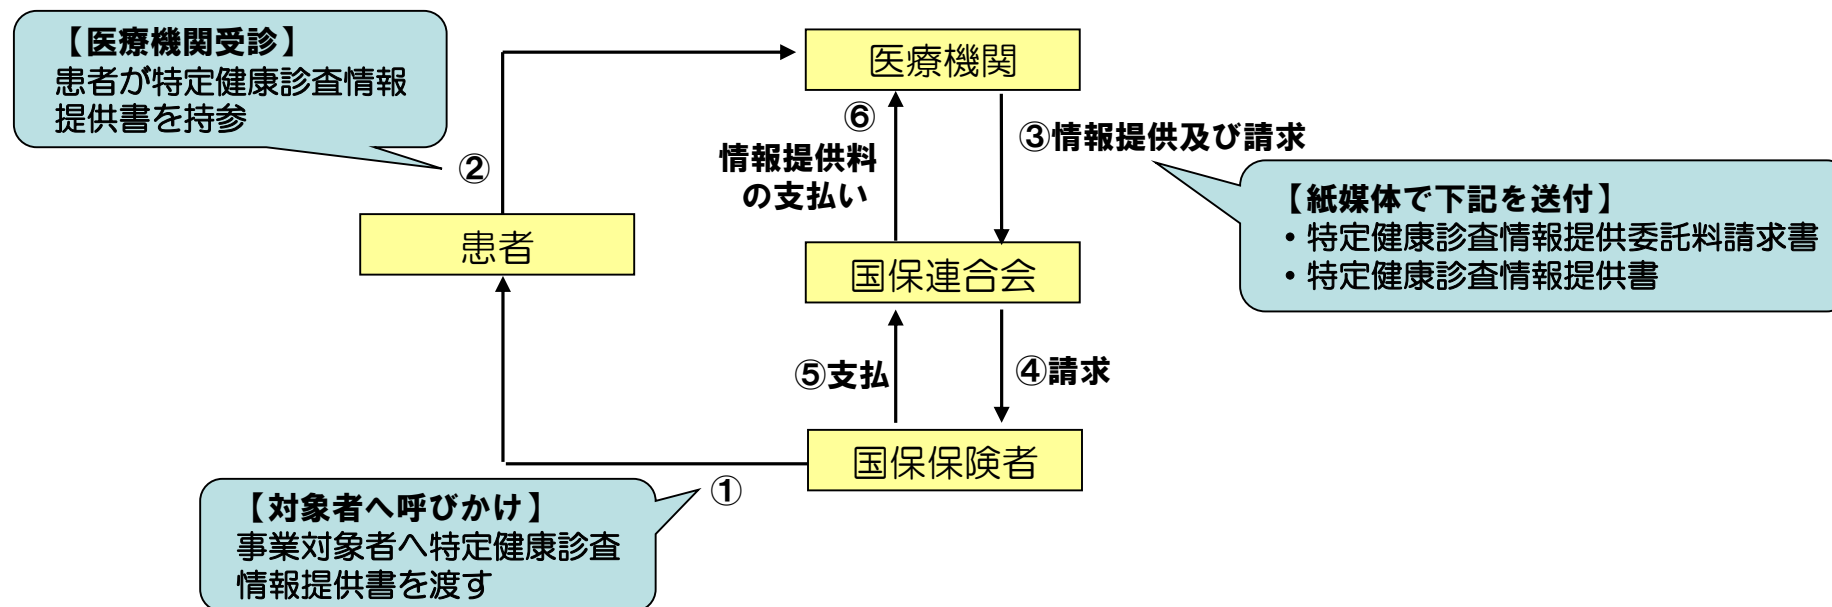 【医療機関受診】
患者が特定健康診査情報
提供書を持参
②
医療機関
⑥
情報提供料
の支払い
③情報提供及び請求
【紙媒体で下記を送付】
・特定健康診査情報提供委託料請求書
・特定健康診査情報提供書
患者
国保連合会
⑤支払
④請求
国保保険者
①
【対象者へ呼びかけ】
事業対象者へ特定健康診査
情報提供書を渡す